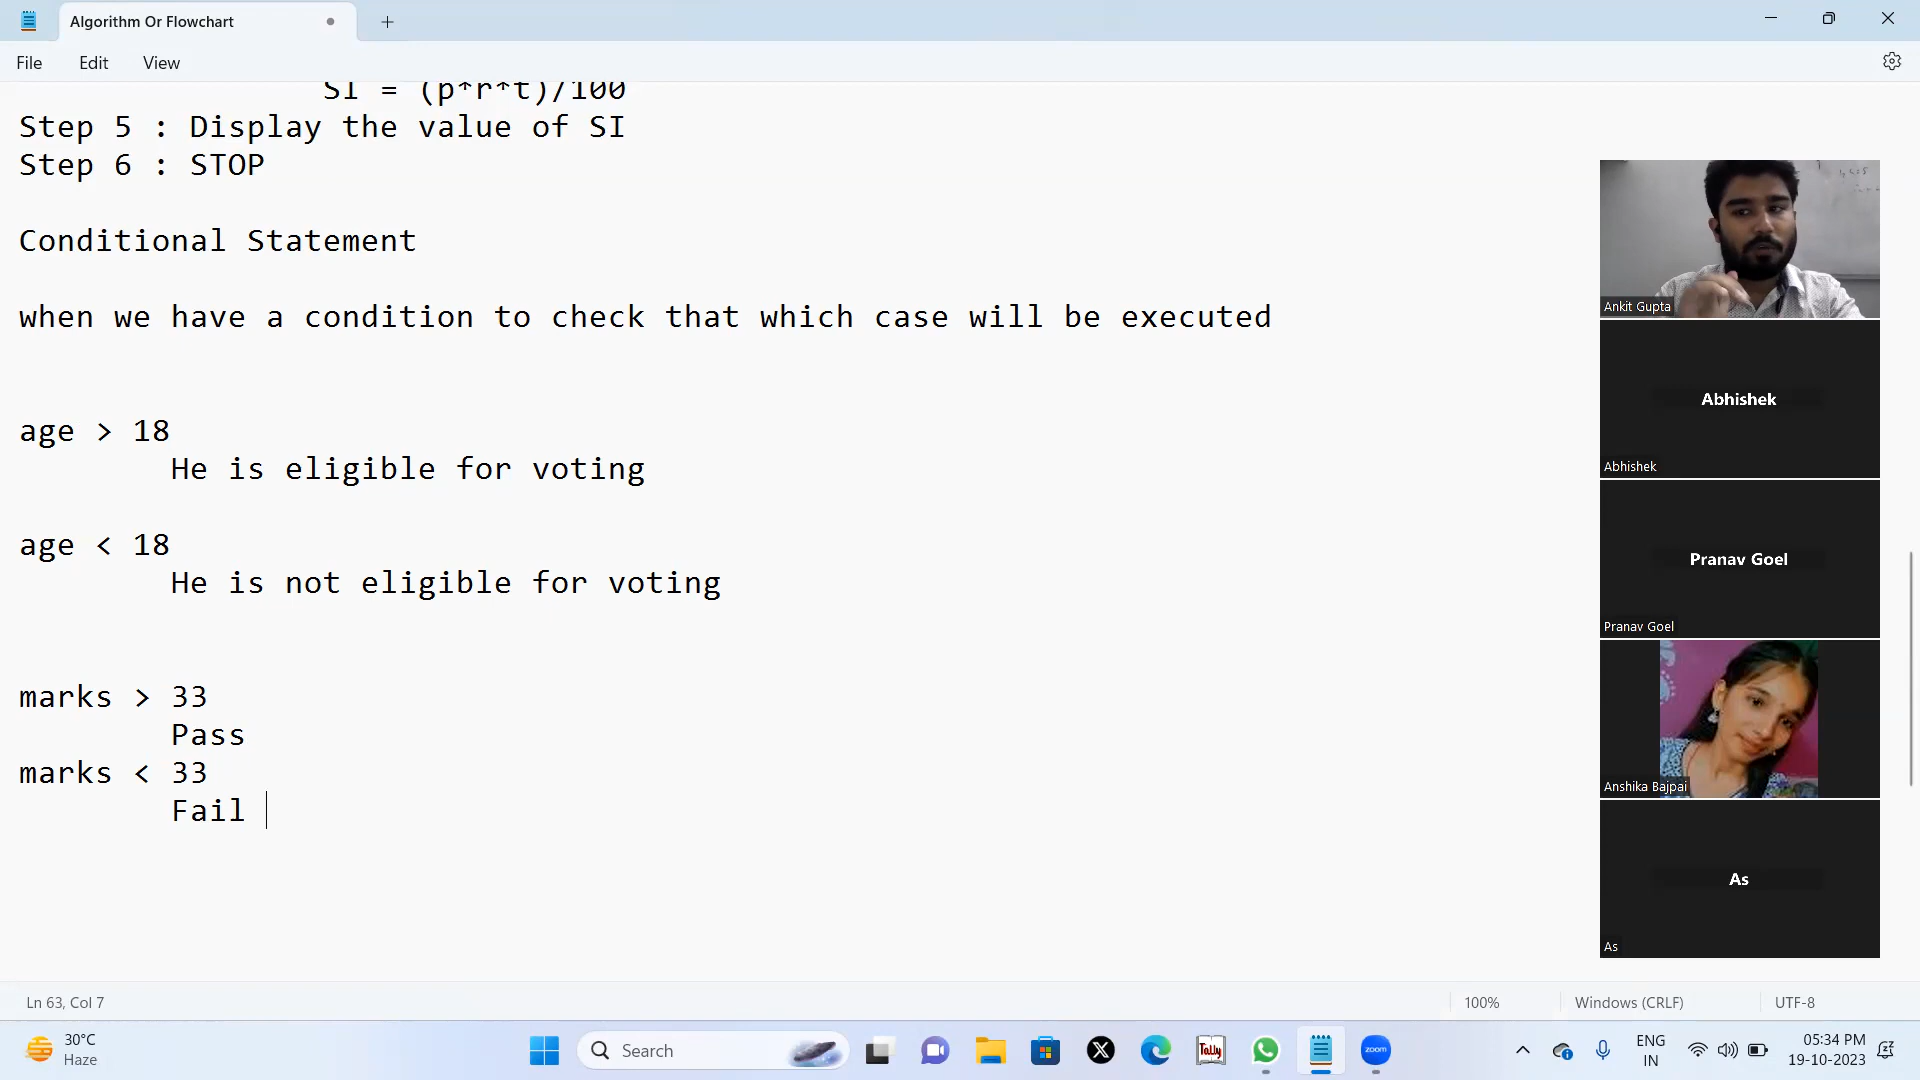 Algorithm Or Flowchart
File Edit View
SI = (p*r*t)/100
Step 5 : Display the value of SI
Step 6 : STOP
Conditional Statement
when we have a condition to check that which case will be executed
age > 18
He is eligible for voting
age < 18
He is not eligible for voting
marks > 33
Pass
marks < 33
Fail
Ankit Gupta
Abhishek
Abhishek
Pranav Goel
Pranav Goel
Anshika Bajpai
As
As
Ln 63, Col 7
100%
Windows (CRLF)
UTF-8
30°C
Haze
Search
Tally
zoom
ENG
IN
05:34 PM
19-10-2023